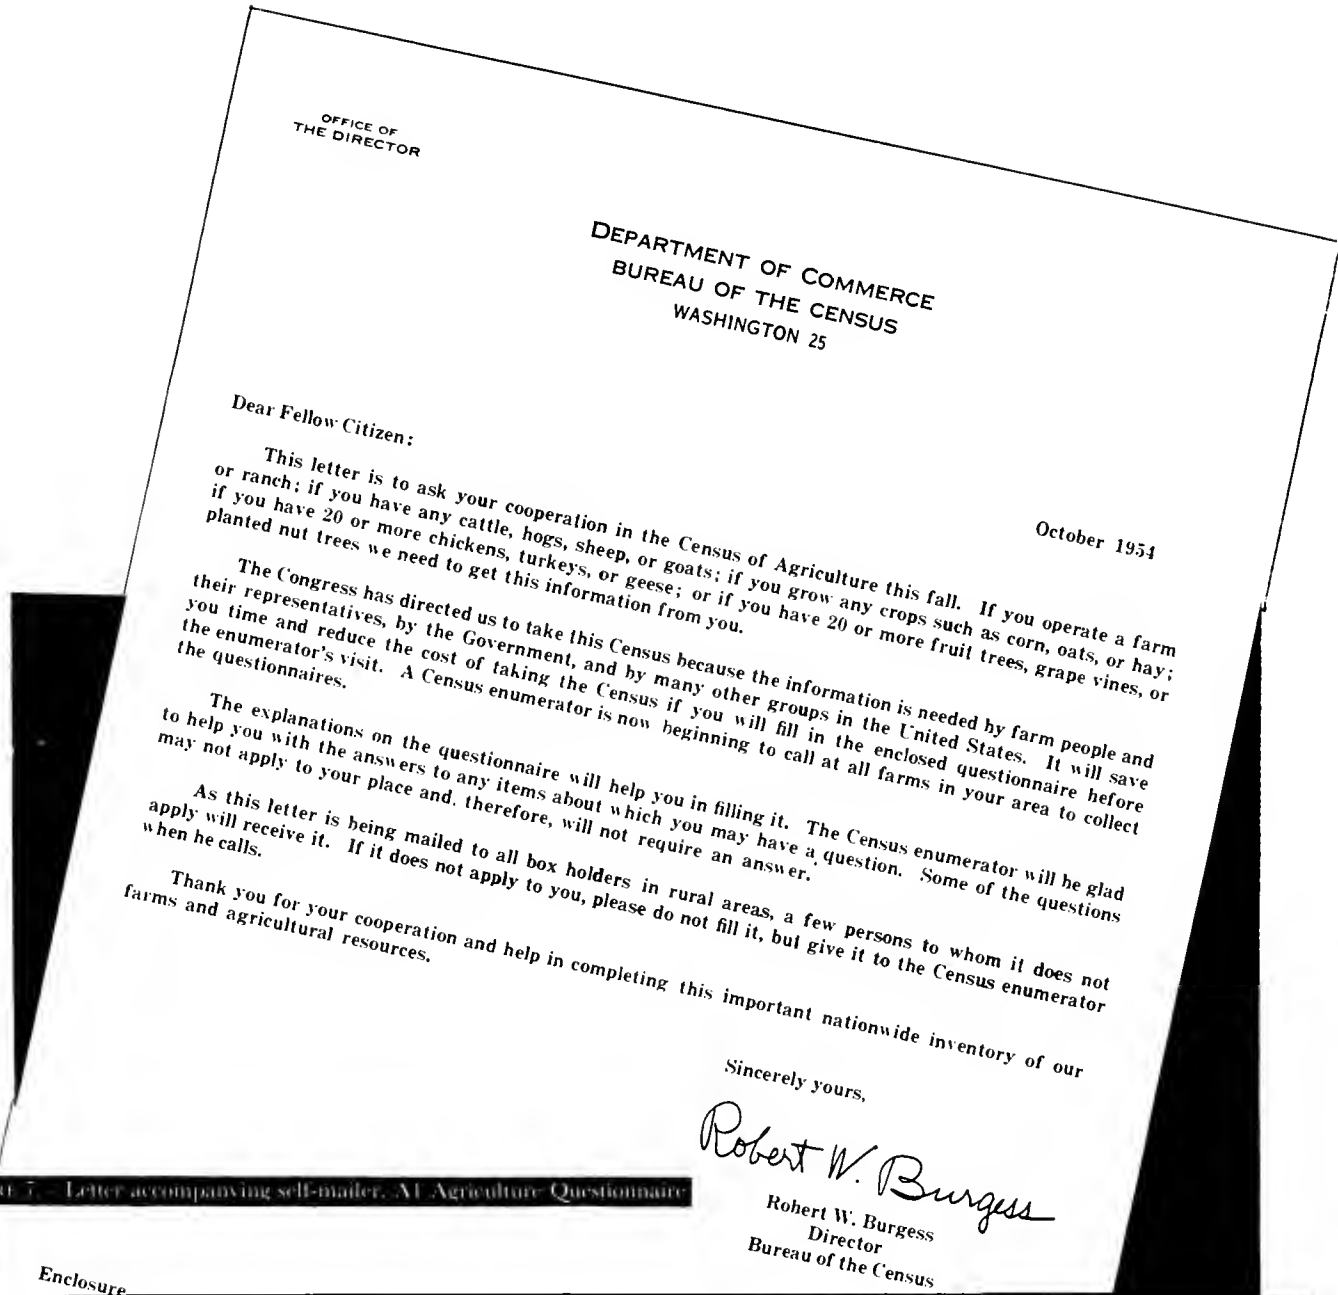 OFFICE OF
THE DIRECTOR
DEPARTMENT OF COMMERCE
BUREAU OF THE CENSUS
WASHINGTON 25
October 1954
Dear Fellow Citizen:
This letter is to ask your cooperation in the Census of Agriculture this fall. If you operate a farm
or ranch; if you have any cattle, hogs, sheep, or goats; if you grow any crops such as corn, oats, or hay;
if you have 20 or more chickens, turkeys, or geese; or if you have 20 or more fruit trees, grape vines, or
planted nut trees we need to get this information from you.
The Congress has directed us to take this Census because the information is needed by farm people and
their representatives, by the Government, and by many other groups in the United States. It will save
you time and reduce the cost of taking the Census if you will fill in the enclosed questionnaire before
the enumerator's visit. A Census enumerator is now beginning to call at all farms in your area to collect
the questionnaires.
The explanations on the questionnaire will help you in filling it. The Census enumerator will be glad
to help you with the answers to any items about which you may have a question. Some of the questions
may not apply to your place and, therefore, will not require an answer.
As this letter is being mailed to all box holders in rural areas, a few persons to whom it does not
apply will receive it. If it does not apply to you, please do not fill it, but give it to the Census enumerator
when he calls.
Thank you for your cooperation and help in completing this important nationwide inventory of our
farms and agricultural resources.
Sincerely yours,
Robert W. Burgess
Robert W. Burgess
Director
Bureau of the Census
7. Letter accompanying self-mailer, A1 Agriculture Questionnaire
Enclosure